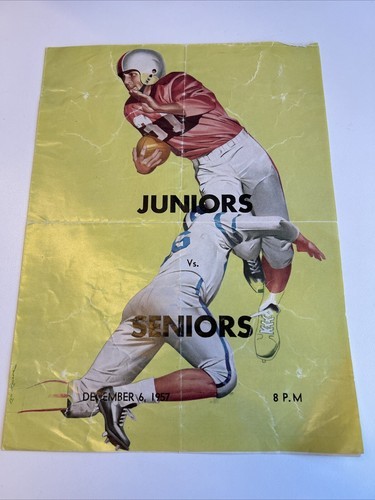 JUNIORS
Vs.
SENIORS
DECEMBER 6, 1957 8 P.M